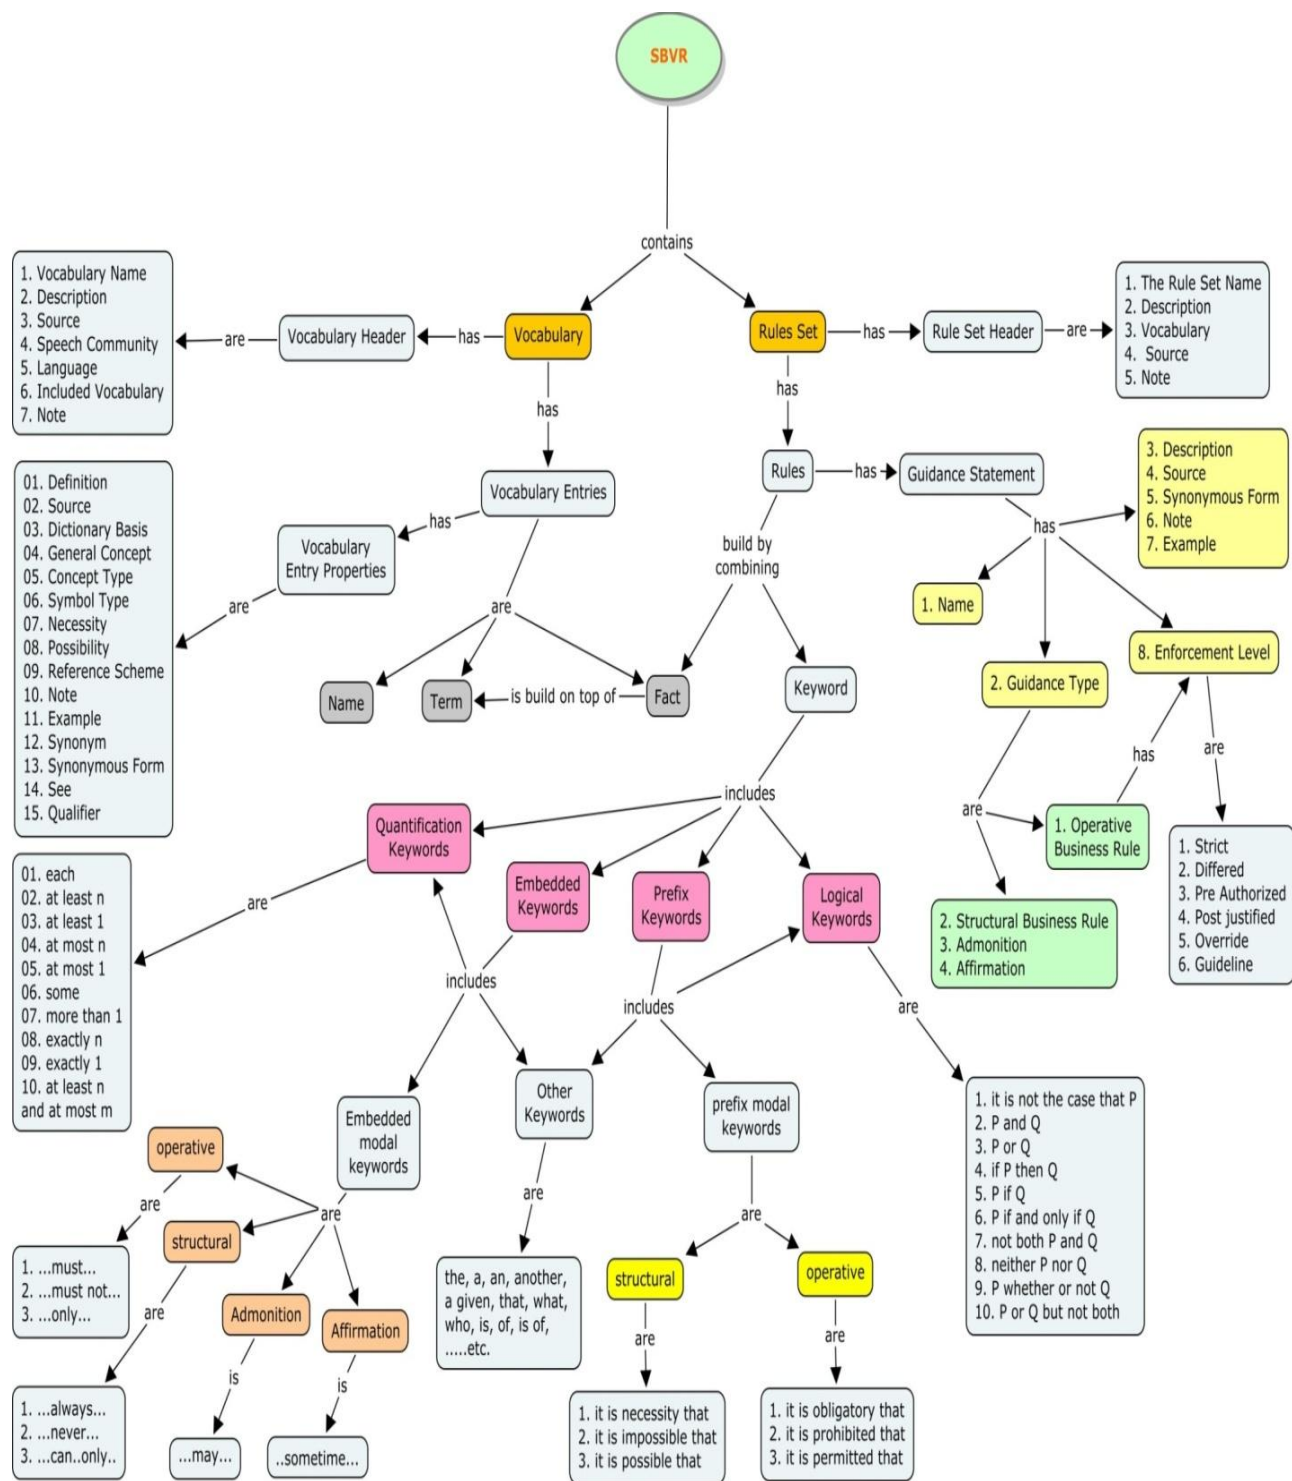 SBVR
contains
1. Vocabulary Name
2. Description
3. Source
4. Speech Community
5. Language
6. Included Vocabulary
7. Note
are
Vocabulary Header
has
Vocabulary
Rules Set
has
Rule Set Header
are
1. The Rule Set Name
2. Description
3. Vocabulary
4. Source
5. Note
has
has
01. Definition
02. Source
03. Dictionary Basis
04. General Concept
05. Concept Type
06. Symbol Type
07. Necessity
08. Possibility
09. Reference Scheme
10. Note
11. Example
12. Synonym
13. Synonymous Form
14. See
15. Qualifier
are
Vocabulary
Entry Properties
has
Vocabulary Entries
are
Name
Term
is build on top of
Fact
Rules
has
Guidance Statement
has
3. Description
4. Source
5. Synonymous Form
6. Note
7. Example
build by
combining
Keyword
1. Name
2. Guidance Type
8. Enforcement Level
are
has
are
1. Operative
Business Rule
2. Structural Business Rule
3. Admonition
4. Affirmation
1. Strict
2. Differed
3. Pre Authorized
4. Post justified
5. Override
6. Guideline
includes
Quantification
Keywords
Embedded
Keywords
Prefix
Keywords
Logical
Keywords
are
01. each
02. at least n
03. at least 1
04. at most n
05. at most 1
06. some
07. more than 1
08. exactly n
09. exactly 1
10. at least n
and at most m
includes
includes
are
Embedded
modal
keywords
Other
Keywords
prefix modal
keywords
1. it is not the case that P
2. P and Q
3. P or Q
4. if P then Q
5. P if Q
6. P if and only if Q
7. not both P and Q
8. neither P nor Q
9. P whether or not Q
10. P or Q but not both
operative
are
are
structural
1. ...must...
2. ...must not...
3. ...only...
are
Admonition
Affirmation
is
is
1. ...always...
2. ...never...
3. ...can..only..
...may...
..sometime...
are
the, a, an, another,
a given, that, what,
who, is, of, is of,
.....etc.
are
structural
operative
are
are
1. it is necessity that
2. it is impossible that
3. it is possible that
1. it is obligatory that
2. it is prohibited that
3. it is permitted that